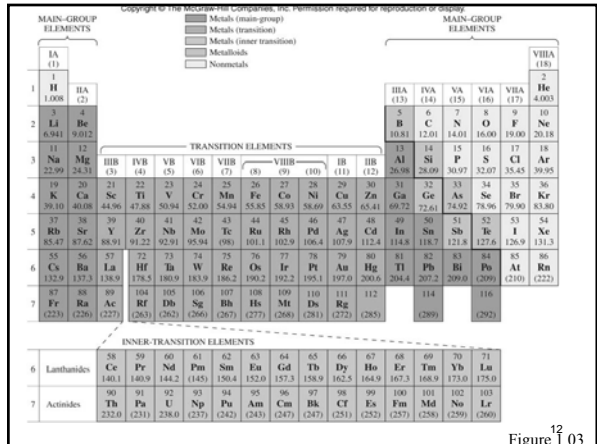 Copyright © The McGraw-Hill Companies, Inc. Permission required for reproduction or display.
MAIN–GROUP ELEMENTS
Metals (main-group)
Metals (transition)
Metals (inner transition)
Metalloids
Nonmetals
MAIN–GROUP ELEMENTS
IA VIIIA
(1) (18)
1 1 2
H IIA IIIA IVA VA VIA VIIA He
1.008 (2) (13) (14) (15) (16) (17) 4.003
2 3 4 5 6 7 8 9 10
Li Be B C N O F Ne
6.941 9.012 10.81 12.01 14.01 16.00 19.00 20.18
TRANSITION ELEMENTS
3 11 12 13 14 15 16 17 18
Na Mg IIIB IVB VB VIB VIIB VIIIB IB IIB Al Si P S Cl Ar
22.99 24.31 (3) (4) (5) (6) (7) (8) (9) (10) (11) (12) 26.98 28.09 30.97 32.07 35.45 39.95
4 19 20 21 22 23 24 25 26 27 28 29 30 31 32 33 34 35 36
K Ca Sc Ti V Cr Mn Fe Co Ni Cu Zn Ga Ge As Se Br Kr
39.10 40.08 44.96 47.88 50.94 52.00 54.94 55.85 58.93 58.69 63.55 65.41 69.72 72.61 74.92 78.96 79.90 83.80
5 37 38 39 40 41 42 43 44 45 46 47 48 49 50 51 52 53 54
Rb Sr Y Zr Nb Mo Tc Ru Rh Pd Ag Cd In Sn Sb Te I Xe
85.47 87.62 88.91 91.22 92.91 95.94 (98) 101.1 102.9 106.4 107.9 112.4 114.8 118.7 121.8 127.6 126.9 131.3
6 55 56 57 72 73 74 75 76 77 78 79 80 81 82 83 84 85 86
Cs Ba La Hf Ta W Re Os Ir Pt Au Hg Tl Pb Bi Po At Rn
132.9 137.3 138.9 178.5 180.9 183.9 186.2 190.2 192.2 195.1 197.0 200.6 204.4 207.2 209.0 (209) (210) (222)
7 87 88 89 104 105 106 107 108 109 110 111 112 114 116
Fr Ra Ac Rf Db Sg Bh Hs Mt Ds Rg
(223) (226) (227) (263) (262) (266) (267) (277) (268) (281) (272) (285) (289) (292)
INNER-TRANSITION ELEMENTS
58 59 60 61 62 63 64 65 66 67 68 69 70 71
6 Lanthanides Ce Pr Nd Pm Sm Eu Gd Tb Dy Ho Er Tm Yb Lu
140.1 140.9 144.2 (145) 150.4 152.0 157.3 158.9 162.5 164.9 167.3 168.9 173.0 175.0
90 91 92 93 94 95 96 97 98 99 100 101 102 103
7 Actinides Th Pa U Np Pu Am Cm Bk Cf Es Fm Md No Lr
232.0 (231) 238.0 (237) (242) (243) (247) (247) (251) (252) (257) (258) (259) (260)
12
Figure 1.03